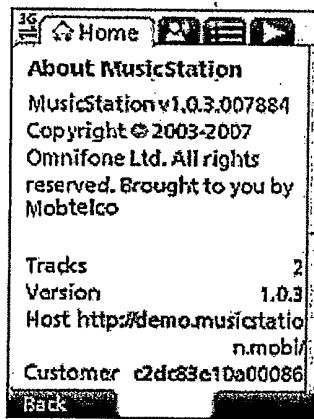 3G
Home
About MusicStation
MusicStation v1.0.3.007884
Copyright © 2003-2007
Omnifone Ltd. All rights
reserved. Brought to you by
Mobtelco
Tracks 2
Version 1.0.3
Host http://demo.musicstatio
n.mobi/
Customer c2dc83e10a00086
Back